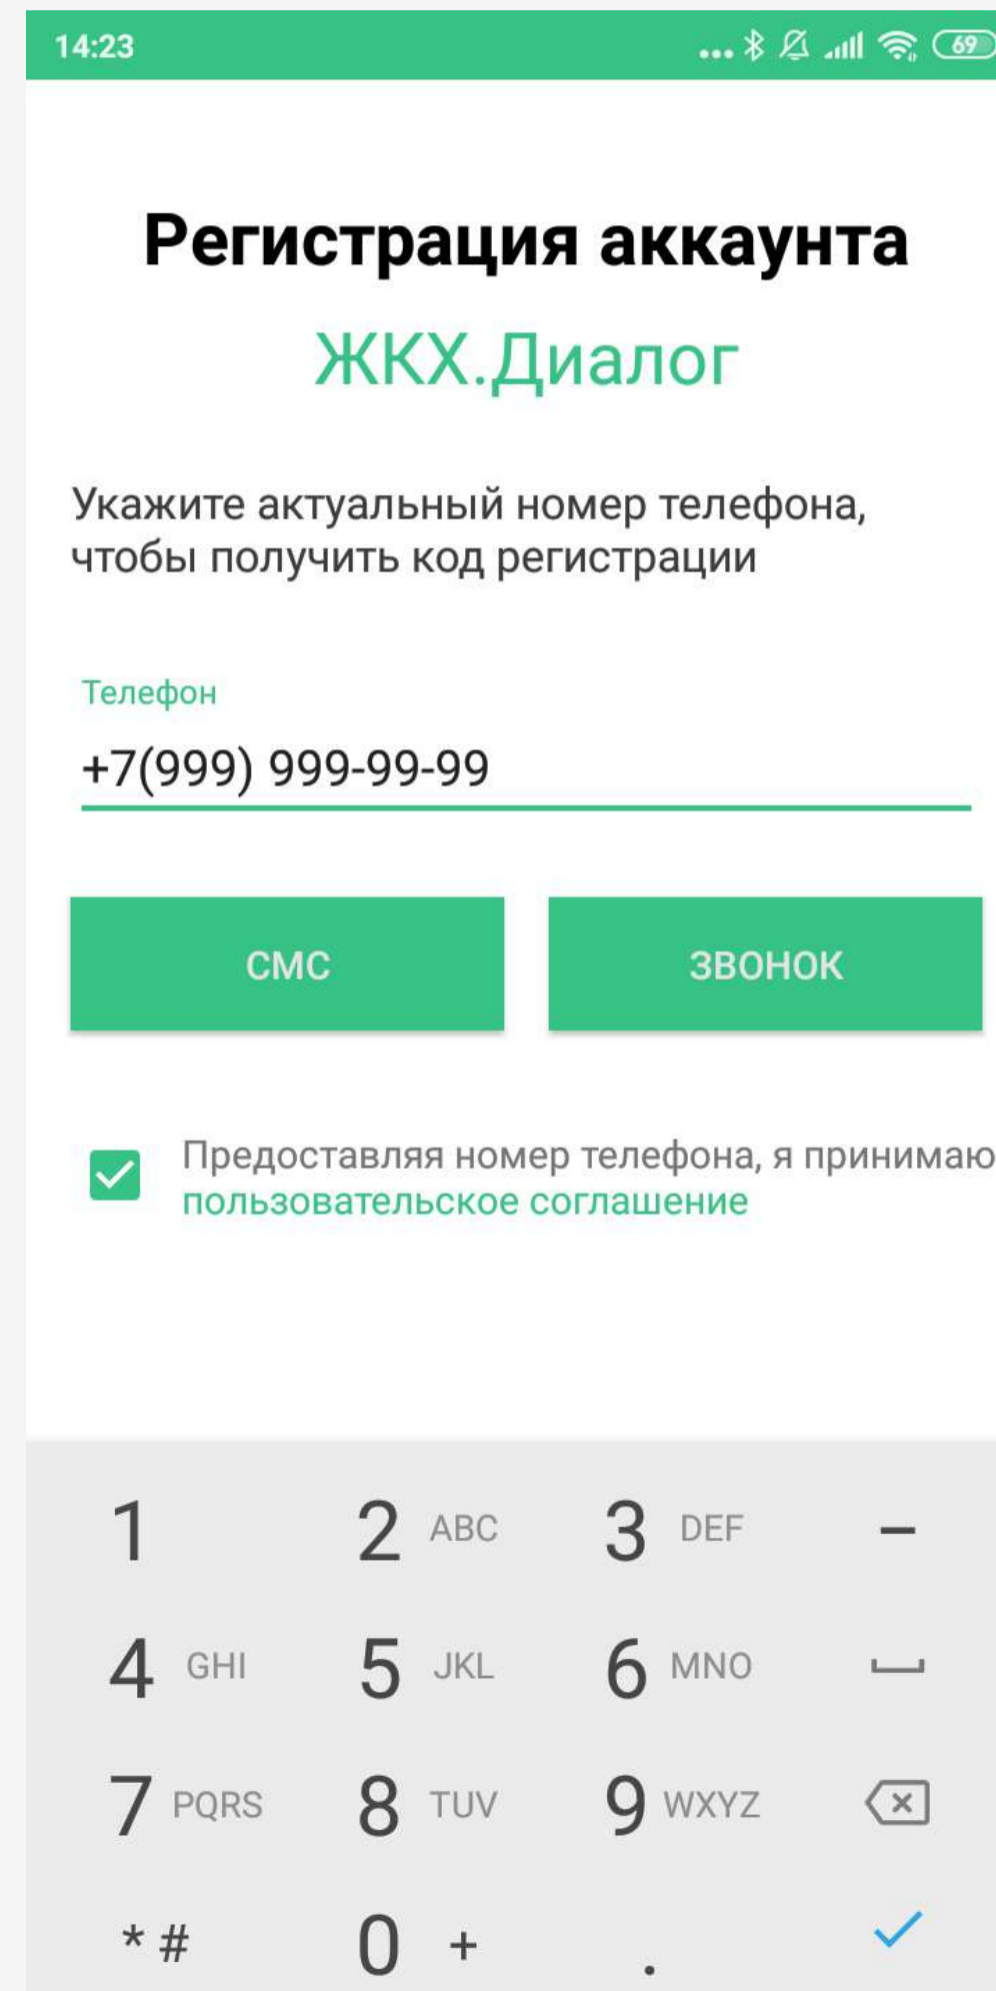 14:23
69
Регистрация аккаунта
ЖКХ.Диалог
Укажите актуальный номер телефона,
чтобы получить код регистрации
Телефон
+7(999) 999-99-99
СМС ЗВОНОК
Предоставляя номер телефона, я принимаю
пользовательское соглашение
1 2 ABC 3 DEF –
4 GHI 5 JKL 6 MNO
7 PQRS 8 TUV 9 WXYZ
* # 0 + .